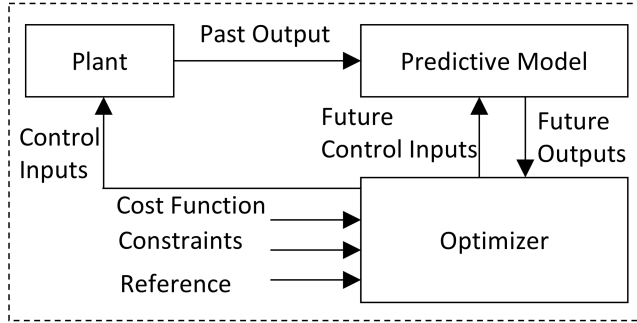 Plant
Past Output
Predictive Model
Control
Inputs
Future
Control Inputs
Future
Outputs
Cost Function
Constraints
Reference
Optimizer